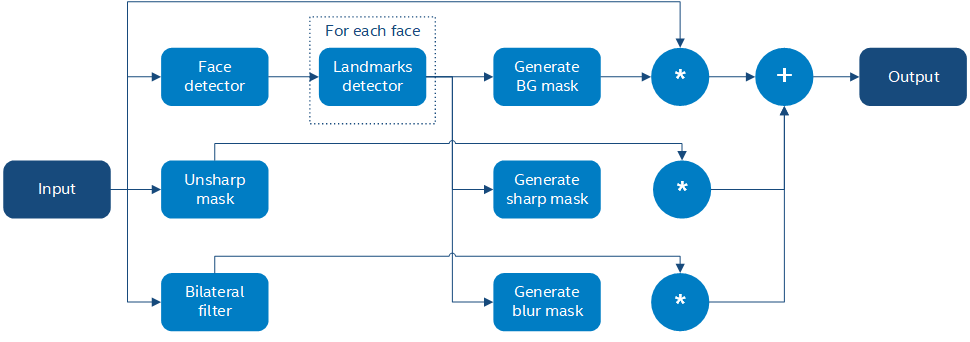 For each face
Face
detector
Landmarks
detector
Generate
BG mask
*
+
Output
Input
Unsharp
mask
Generate
sharp mask
*
Bilateral
filter
Generate
blur mask
*